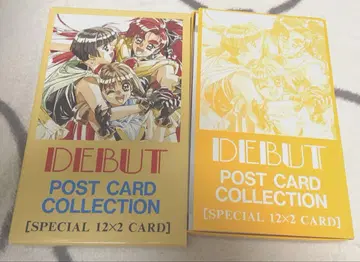 DEBUT
POST CARD
COLLECTION
[SPECIAL 12×2 CARD]
DEBUT
POST CARD
COLLECTION
[SPECIAL 12×2 CARD]